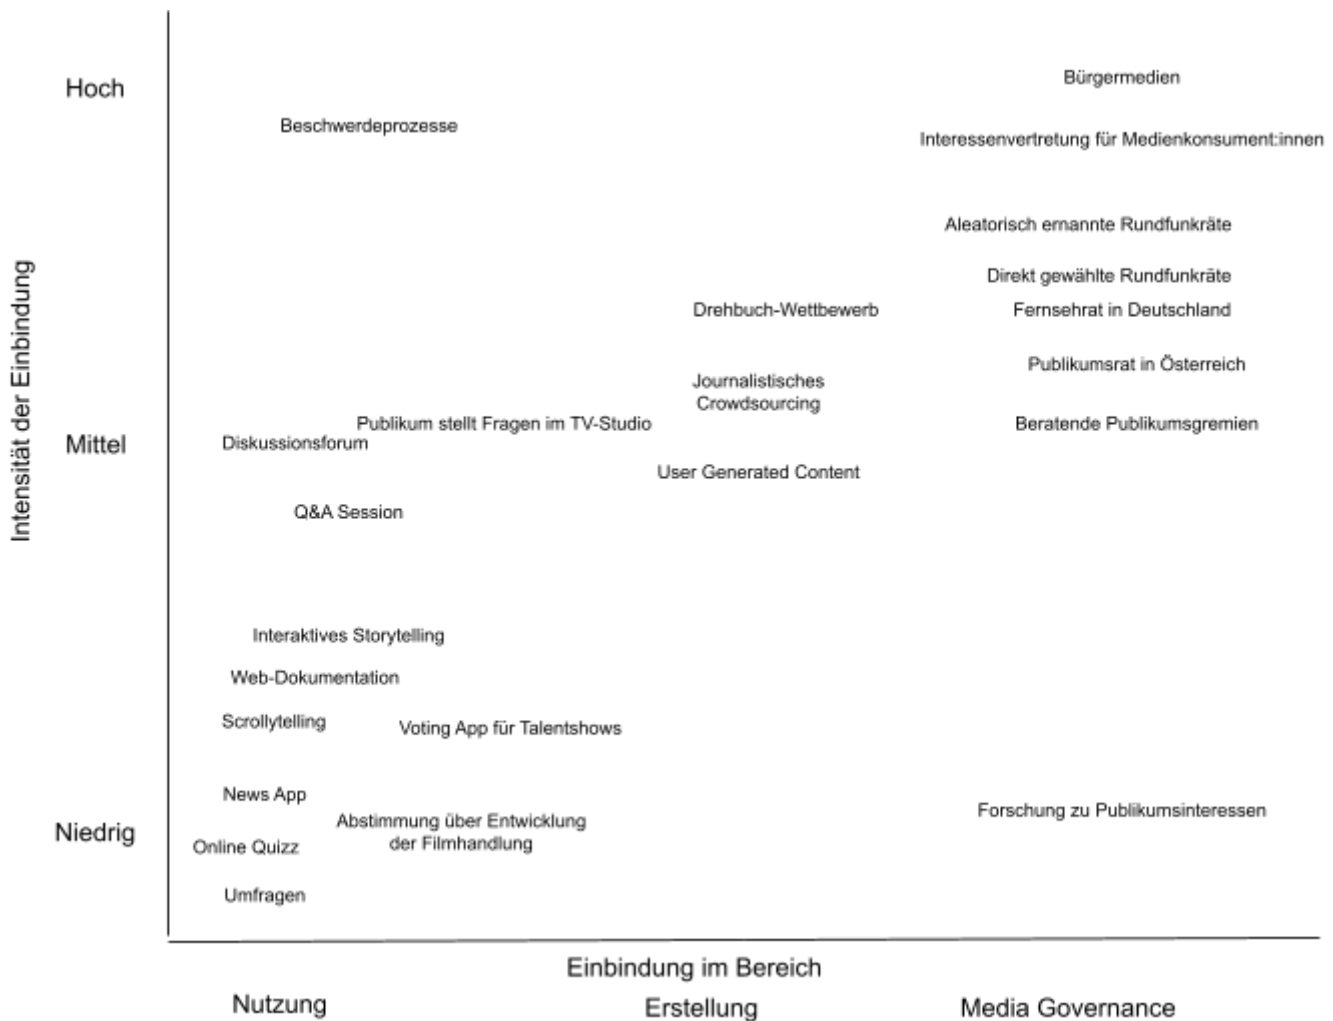 Hoch
Bürgermedien
Beschwerdeprozesse
Interessenvertretung für Medienkonsument:innen
Aleatorisch ernannte Rundfunkräte
Direkt gewählte Rundfunkräte
Intensität der Einbindung
Drehbuch-Wettbewerb
Fernsehrat in Deutschland
Publikumsrat in Österreich
Journalistisches
Crowdsourcing
Mittel
Publikum stellt Fragen im TV-Studio
Beratende Publikumsgremien
Diskussionsforum
User Generated Content
Q&A Session
Interaktives Storytelling
Web-Dokumentation
Scrollytelling
Voting App für Talentshows
News App
Forschung zu Publikumsinteressen
Niedrig
Abstimmung über Entwicklung
der Filmhandlung
Online Quizz
Umfragen
Einbindung im Bereich
Nutzung
Erstellung
Media Governance